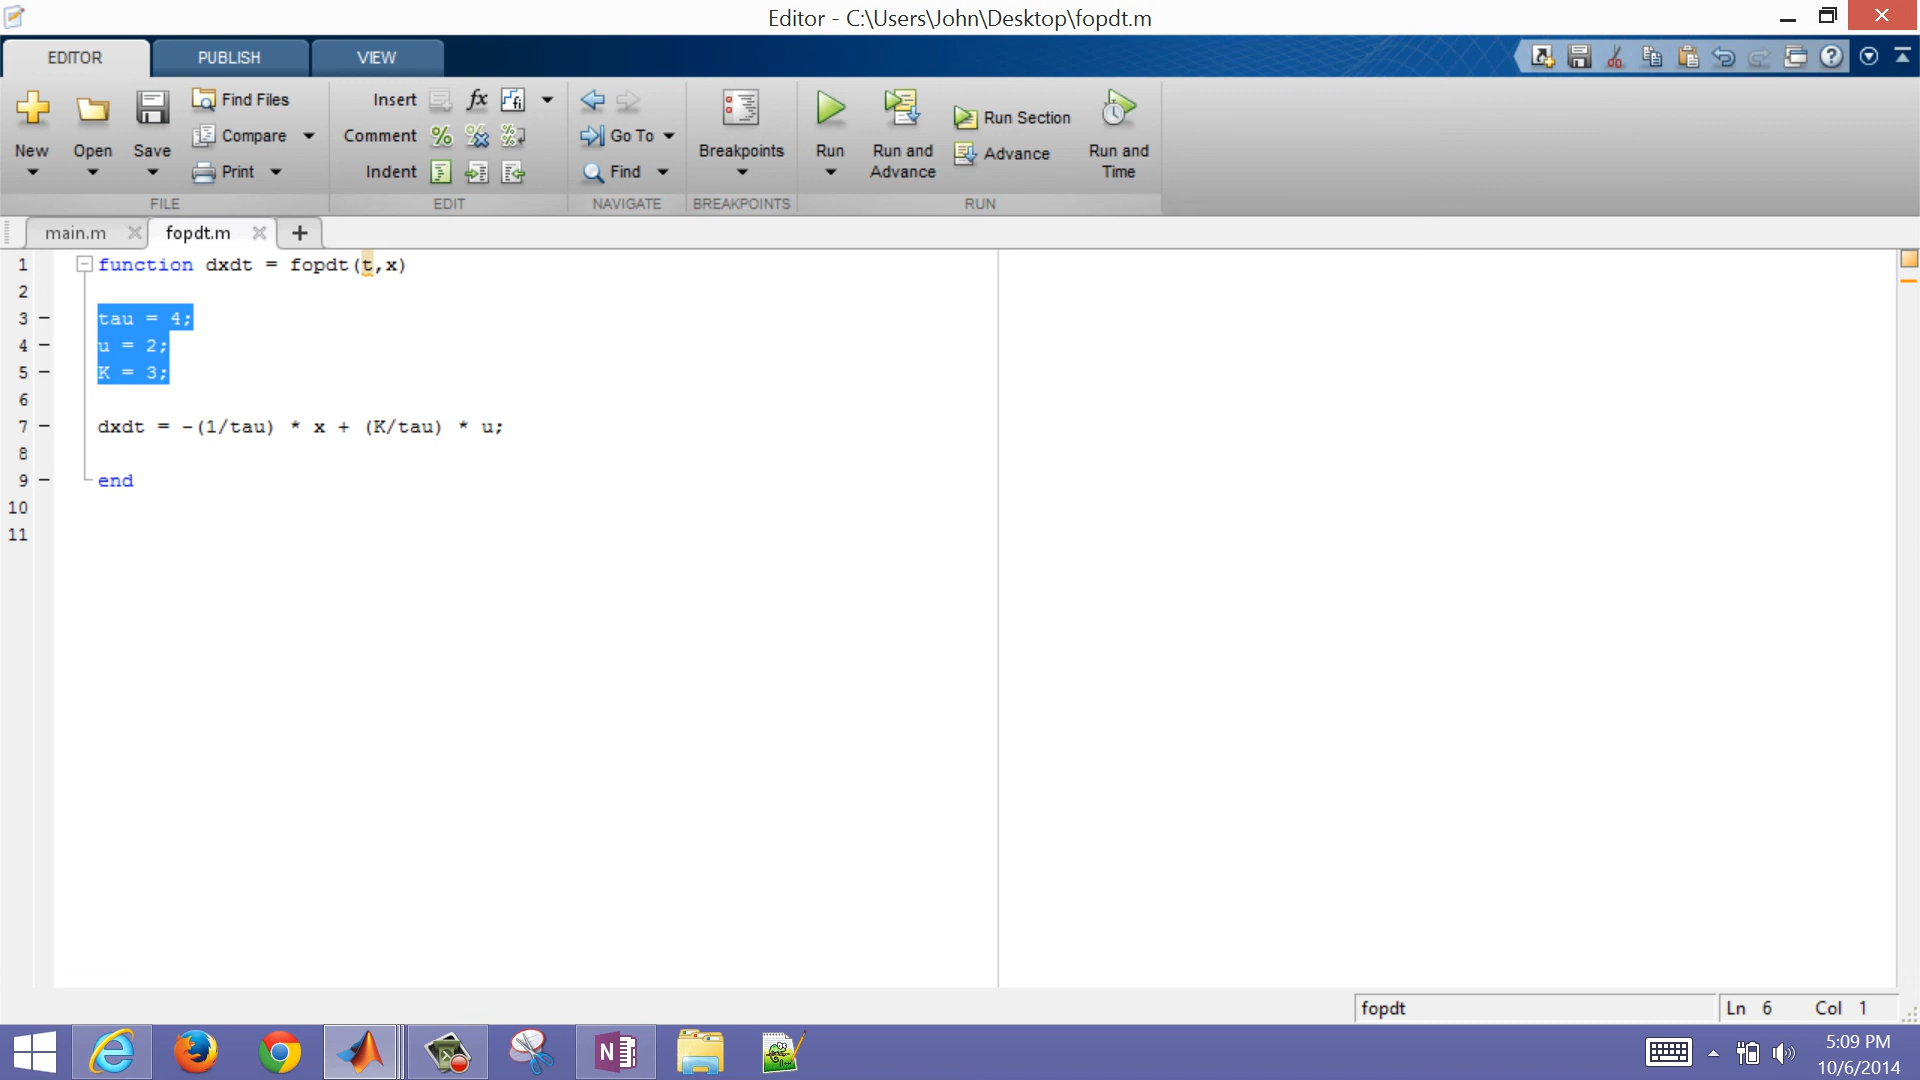 Editor - C:\Users\John\Desktop\fopdt.m
EDITOR PUBLISH VIEW
Find Files Insert fx
Compare Comment Go To Run Section
New Open Save Breakpoints Run Run and Advance Advance Run and Time
Print Indent Find
FILE EDIT NAVIGATE BREAKPOINTS RUN
main.m fopdt.m
1 function dxdt = fopdt(t,x)
2
3 tau = 4;
4 u = 2;
5 K = 3;
6
7 dxdt = -(1/tau) * x + (K/tau) * u;
8
9 end
10
11
fopdt Ln 6 Col 1
5:09 PM
10/6/2014